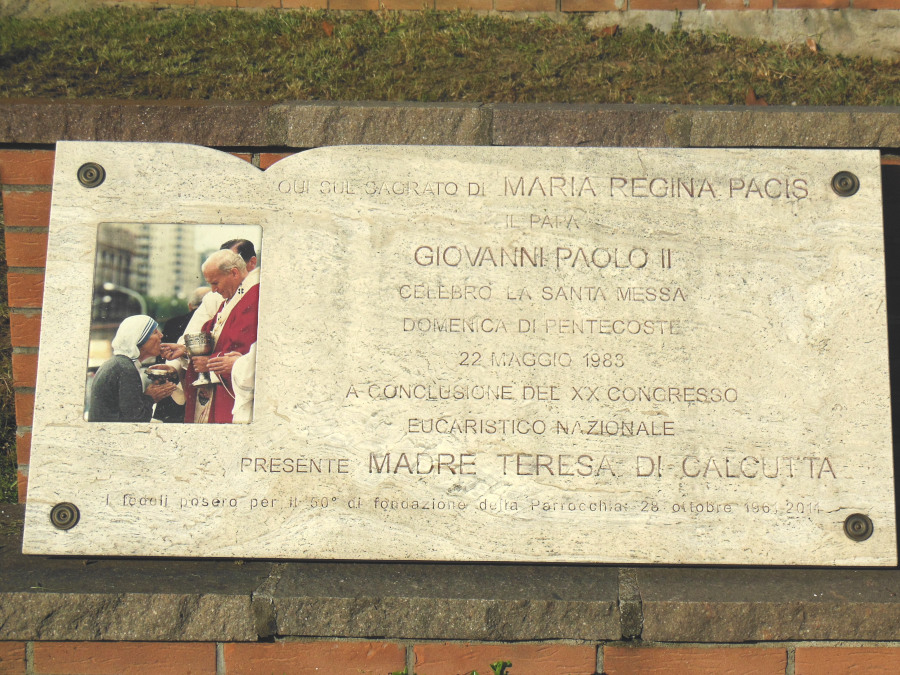 QUI SUL SAGRATO DI MARIA REGINA PACIS
IL PAPA
GIOVANNI PAOLO II
CELEBRÒ LA SANTA MESSA
DOMENICA DI PENTECOSTE
22 MAGGIO 1983
A CONCLUSIONE DEL XX CONGRESSO
EUCARISTICO NAZIONALE
PRESENTE MADRE TERESA DI CALCUTTA
I fedeli posero per il 50° di fondazione della Parrocchia: 28 ottobre 1961, 2011